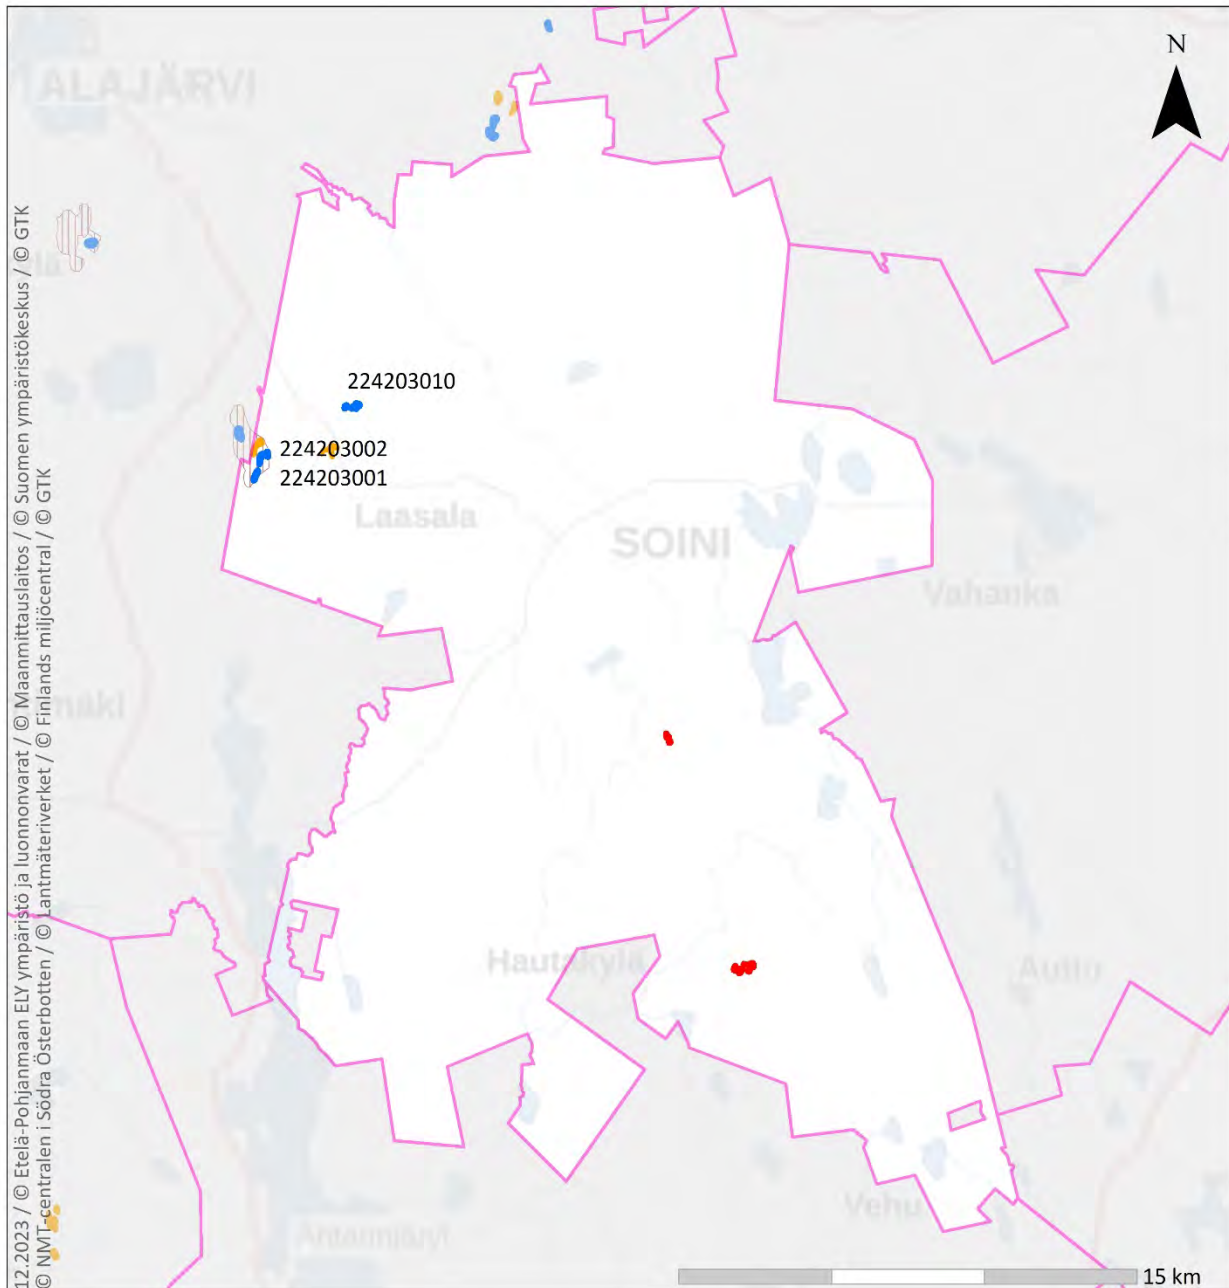 N
ALAJÄRVI
224203010
224203002
224203001
Laasala
SOINI
Vahanka
Hautakylä
Vehu
15 km
12.2023 / © Etelä-Pohjanmaan ELY ympäristö ja luonnonvarat / © Maanmittauslaitos / © Suomen ympäristökeskus / © GTK
© NMT-centralen i Södra Österbotten / © Lantmäteriverket / © Finlands miljöcentral / © GTK